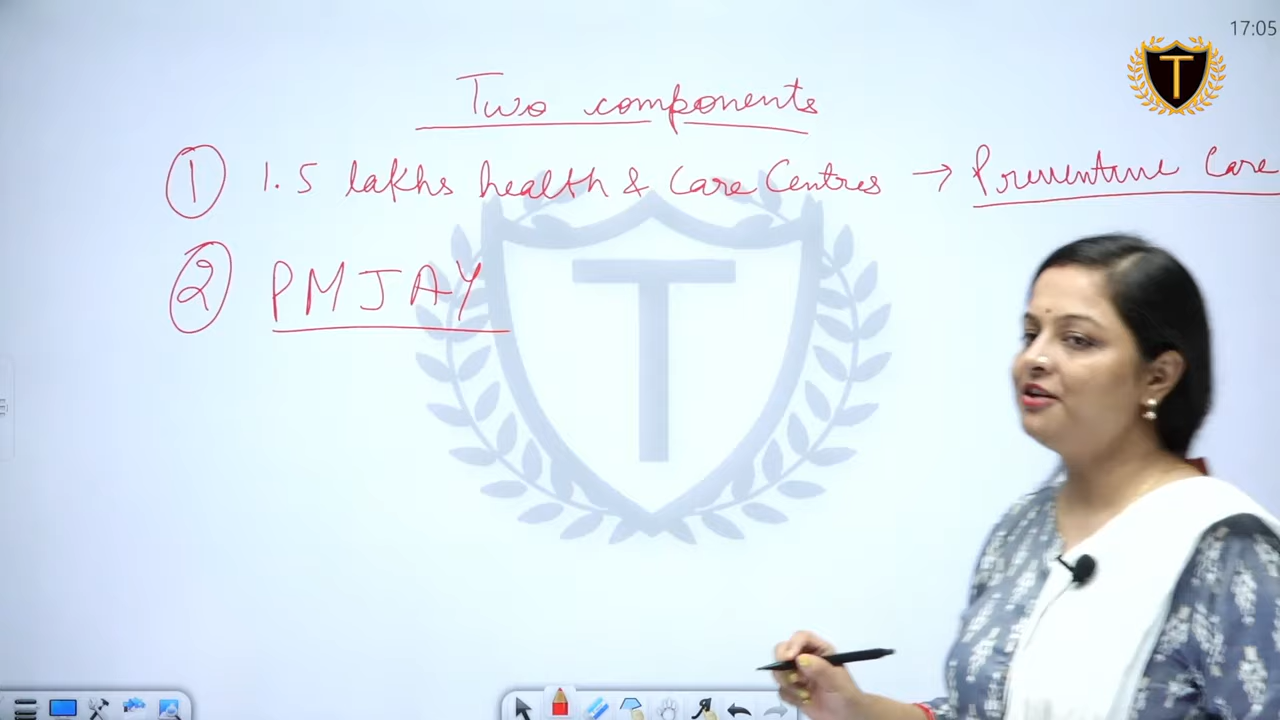 17:05
T
Two components
① 1.5 lakhs health & Care Centres → Preventive Care
② PMJAY
T